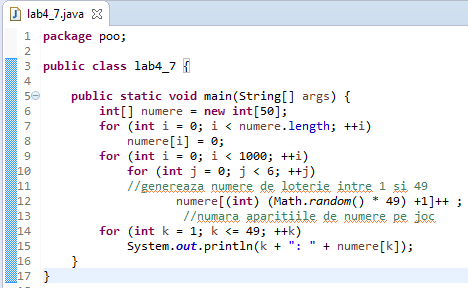 lab4_7.java
1 package poo;
2
3 public class lab4_7 {
4
5 public static void main(String[] args) {
6 int[] numere = new int[50];
7 for (int i = 0; i < numere.length; ++i)
8 numere[i] = 0;
9 for (int i = 0; i < 1000; ++i)
10 for (int j = 0; j < 6; ++j)
11 //genereaza numere de loterie intre 1 si 49
12 numere[(int) (Math.random() * 49) +1]++ ;
13 //numara aparitiile de numere pe joc
14 for (int k = 1; k <= 49; ++k)
15 System.out.println(k + ": " + numere[k]);
16 }
17 }